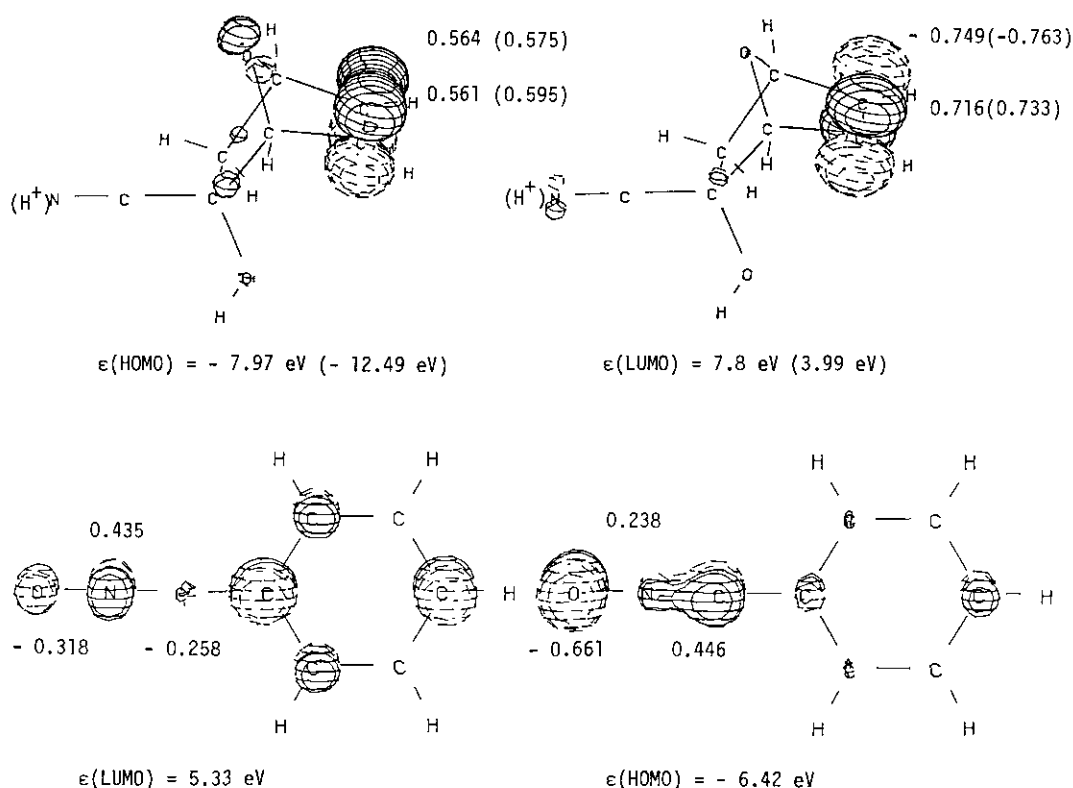 H 0.564 (0.575)
H - 0.749(-0.763)
O C
C 0.561 (0.595) H
H 0.716(0.733)
H C C H
H C C H
H H H
H H
(H⁺)N C C
(H⁺)N C C
O
H
O
H
ε(HOMO) = - 7.97 eV (- 12.49 eV)
ε(LUMO) = 7.8 eV (3.99 eV)
H H
H H
C C
C C
0.435
0.238
O N C C C H
O N C C C H
- 0.318 - 0.258
- 0.661 0.446
C C
C C
H H
H H
ε(LUMO) = 5.33 eV
ε(HOMO) = - 6.42 eV